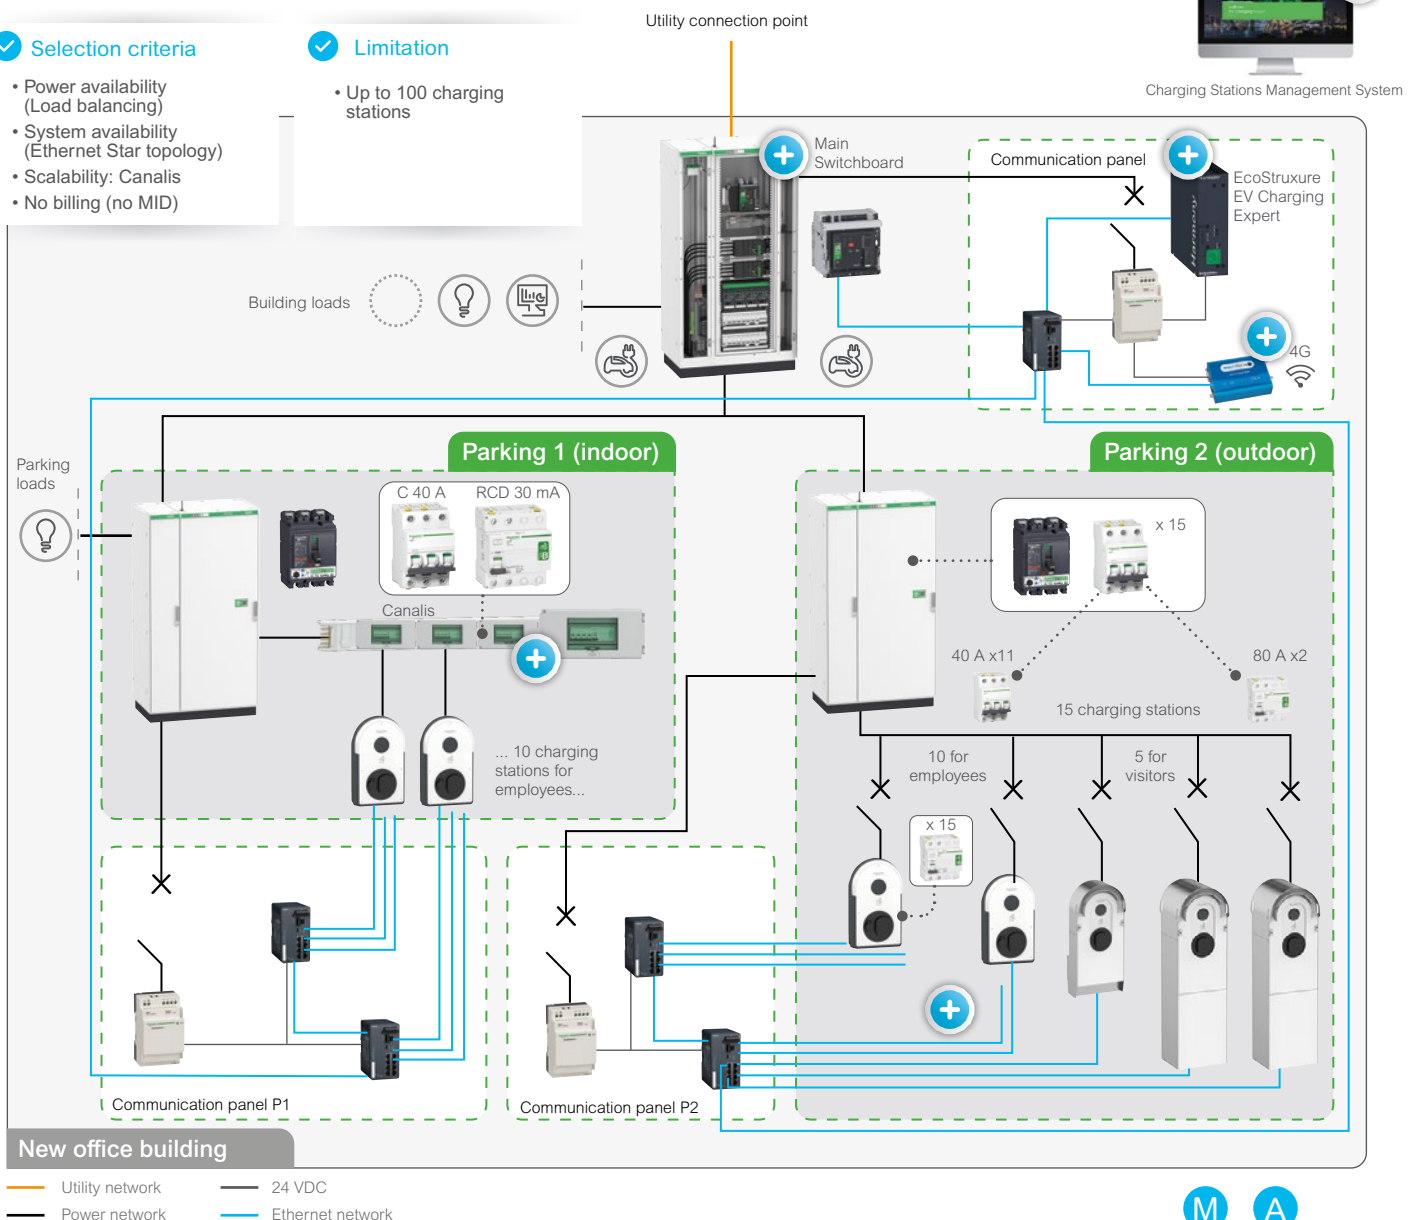 Utility connection point
Selection criteria
• Power availability
(Load balancing)
• System availability
(Ethernet Star topology)
• Scalability: Canalis
• No billing (no MID)
Limitation
• Up to 100 charging
stations
Charging Stations Management System
Main
Switchboard
Communication panel
EcoStruxure
EV Charging
Expert
Building loads
4G
Parking 1 (indoor)
Parking 2 (outdoor)
Parking
loads
C 40 A
RCD 30 mA
x 15
Canalis
40 A x11
80 A x2
15 charging stations
... 10 charging
stations for
employees...
10 for
employees
5 for
visitors
x 15
Communication panel P1
Communication panel P2
New office building
Utility network
24 VDC
Power network
Ethernet network
M
A